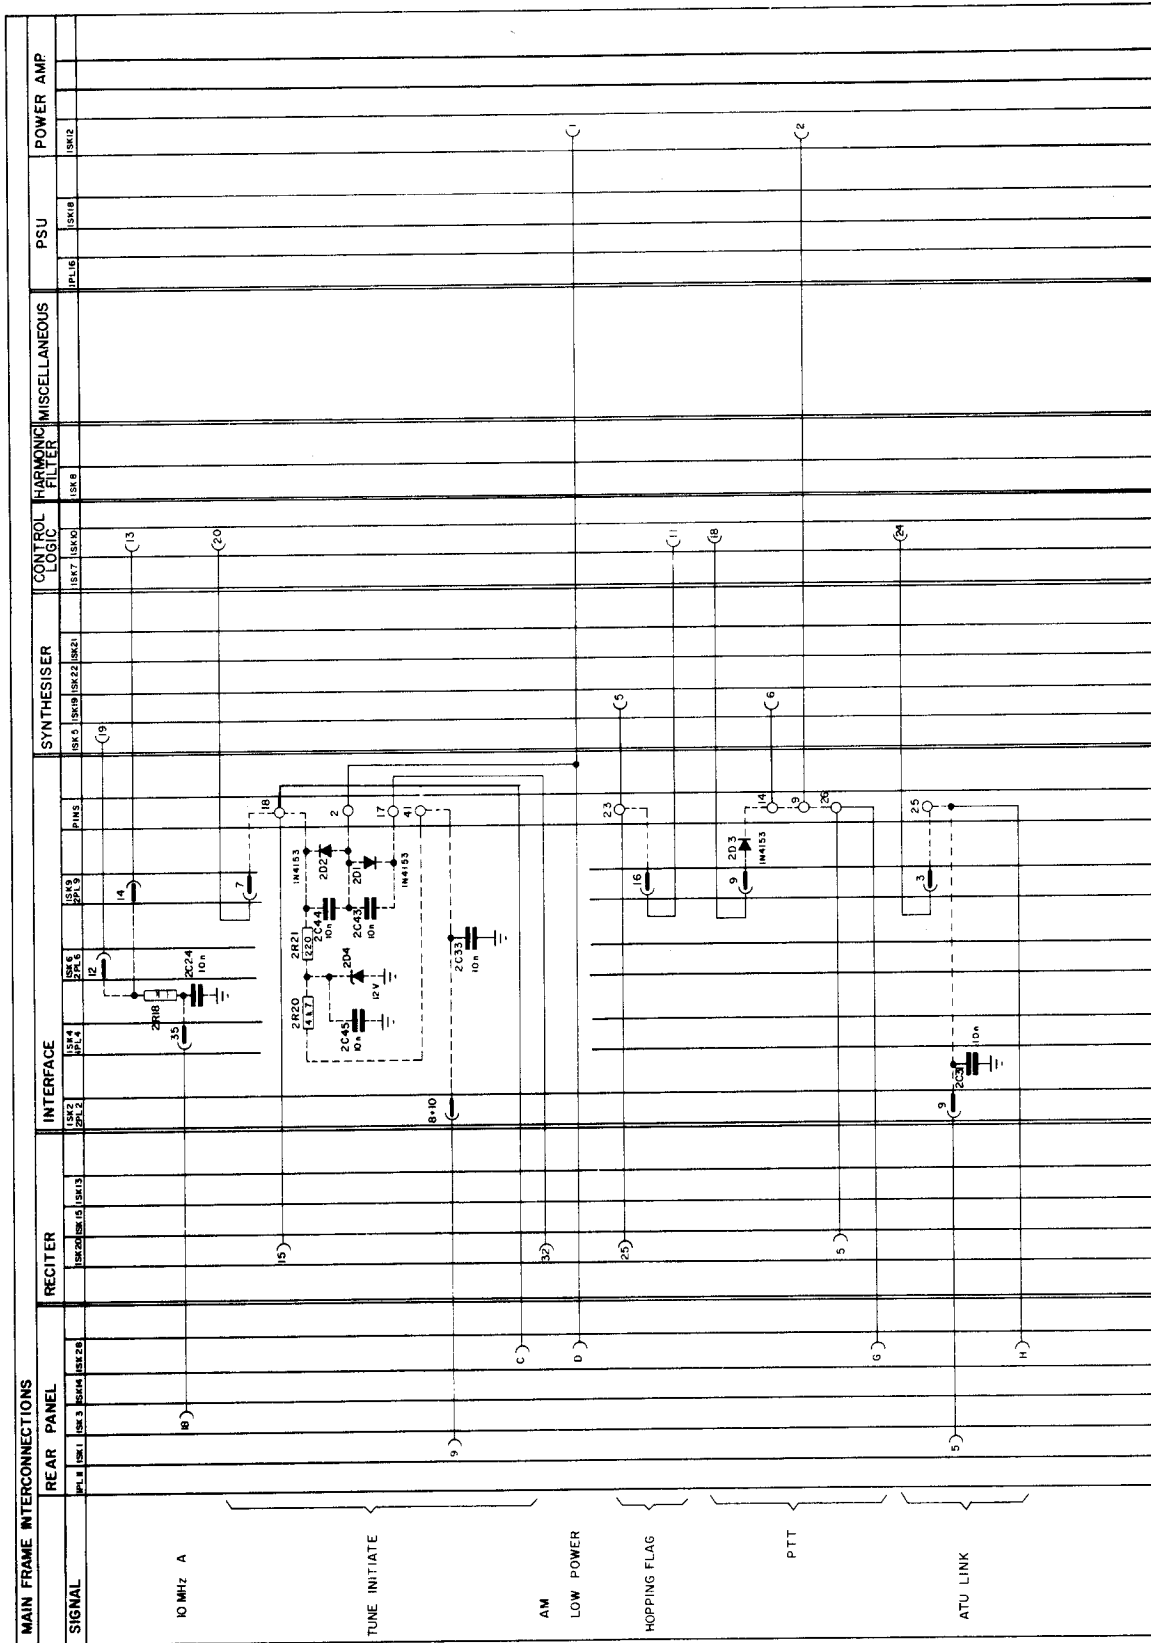 MAIN FRAME INTERCONNECTIONS
SIGNAL
REAR PANEL
RECITER
INTERFACE
SYNTHESISER
CONTROL LOGIC
HARMONIC FILTER
MISCELLANEOUS
PSU
POWER AMP
1PL11
1SK1
1SK3
1SK14
1SK28
1SK20
1SK15
1SK13
1SK2
2PL2
1SK4
1PL4
1SK6
2PL6
1SK9
2PL9
PINS
1SK5
1SK19
1SK22
1SK21
1SK7
1SK10
1SK8
1PL16
1SK18
1SK12
10 MHz A
18
35
2R18
2C24
10n
12
14
19
13
TUNE INITIATE
9
15
C
8+10
2R20
4k7
2C45
10n
2D4
12V
2R21
220
2C44
10n
2C43
10n
2C33
10n
1N4153
2D2
2D1
1N4153
7
18
2
17
41
20
AM
32
LOW POWER
D
1
HOPPING FLAG
25
16
23
5
11
PTT
5
G
9
2D3
1N4153
14
9
26
6
18
2
ATU LINK
5
H
9
2C31
10n
3
25
24